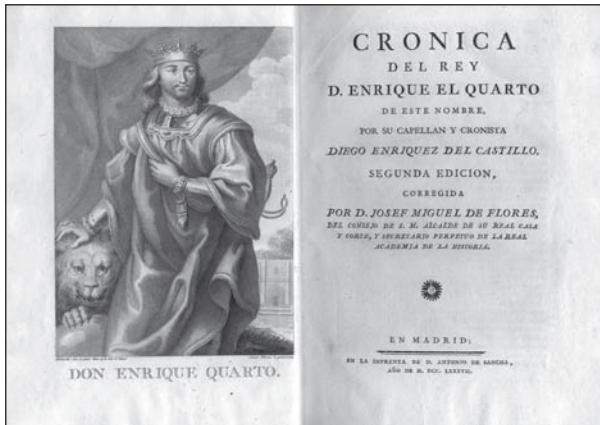 DON ENRIQUE QUARTO.
CRONICA
DEL REY
D. ENRIQUE EL QUARTO
DE ESTE NOMBRE,
POR SU CAPELLAN Y CRONISTA
DIEGO ENRIQUEZ DEL CASTILLO.
SEGUNDA EDICION,
CORREGIDA
POR D. JOSEF MIGUEL DE FLORES,
DEL CONSEJO DE S. M. ALCALDE DE SU REAL CASA
Y CORTE, Y SECRETARIO PERPETUO DE LA REAL
ACADEMIA DE LA HISTORIA.
EN MADRID:
EN LA IMPRENTA DE D. ANTONIO DE SANCHA,
AÑO DE M. DCC. LXXXVII.